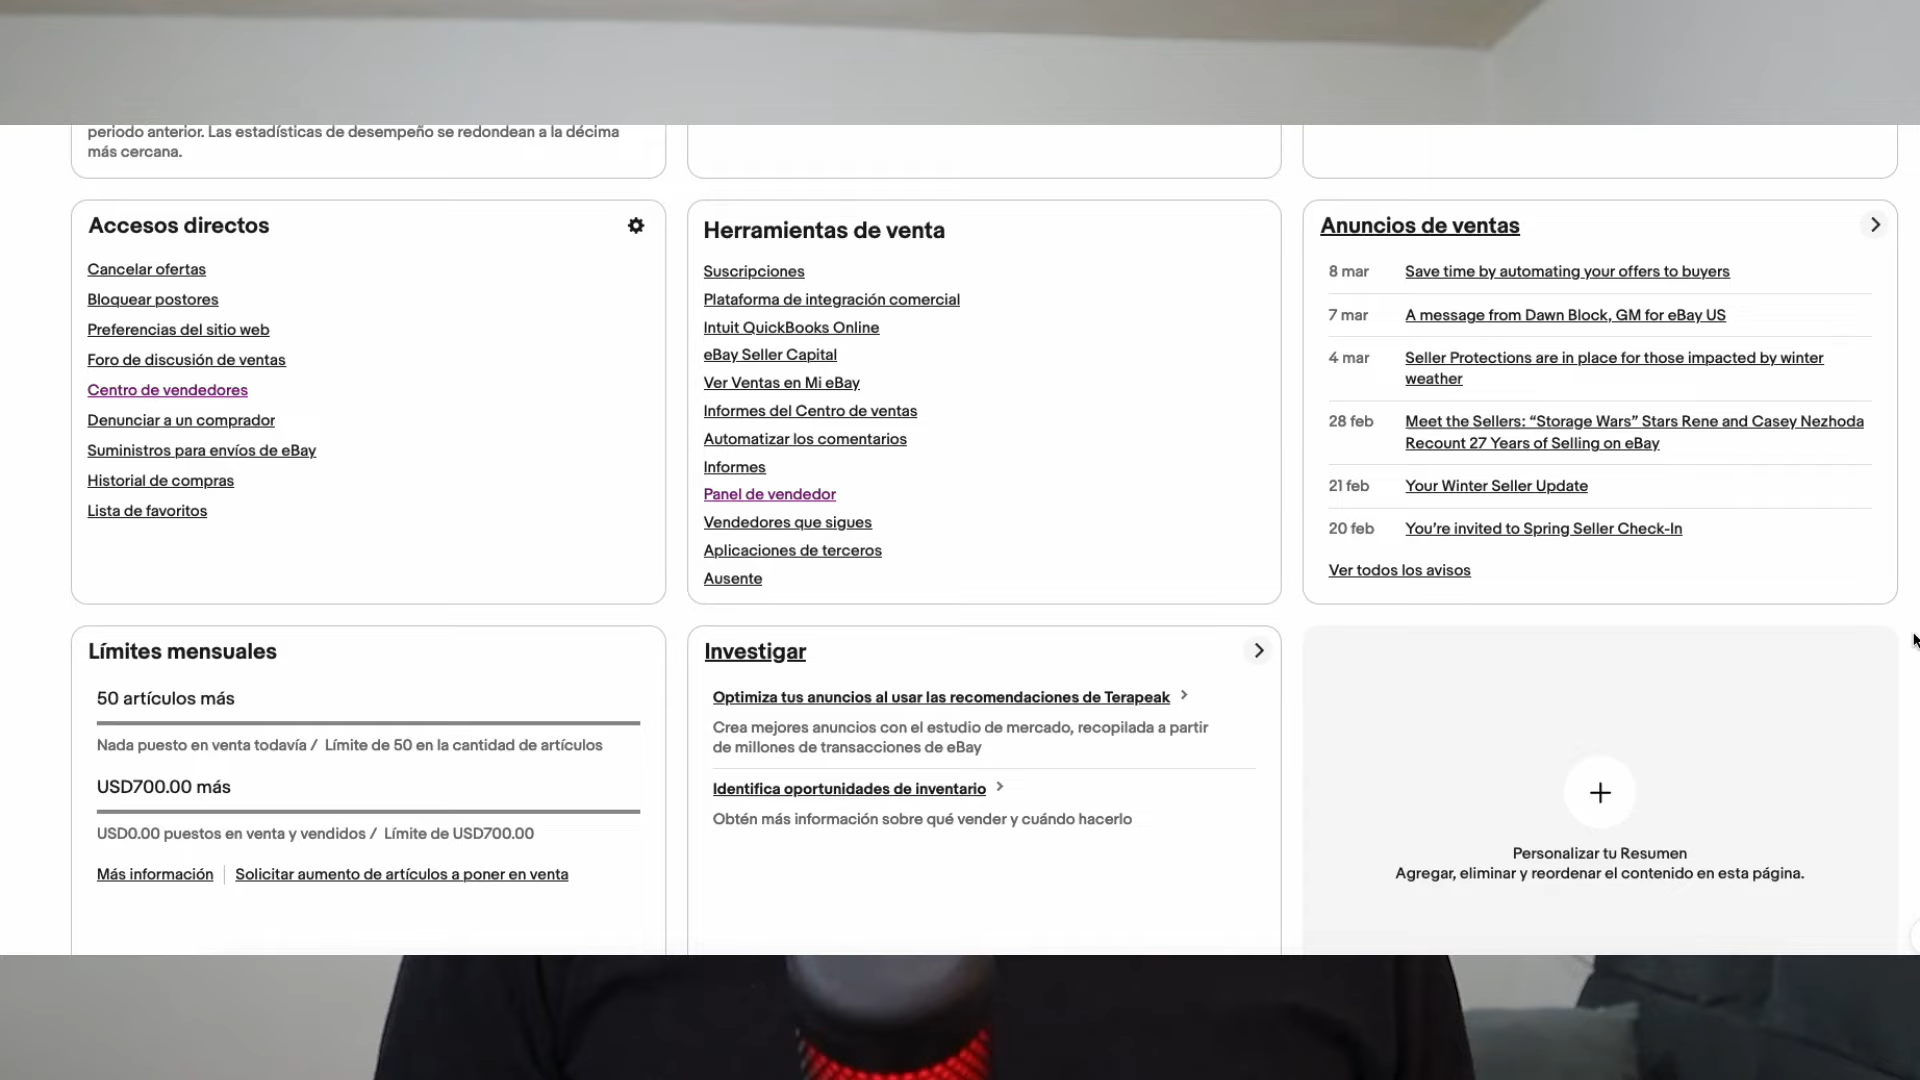 periodo anterior. Las estadísticas de desempeño se redondean a la décima
más cercana.
Accesos directos
Cancelar ofertas
Bloquear postores
Preferencias del sitio web
Foro de discusión de ventas
Centro de vendedores
Denunciar a un comprador
Suministros para envíos de eBay
Historial de compras
Lista de favoritos
Herramientas de venta
Suscripciones
Plataforma de integración comercial
Intuit QuickBooks Online
eBay Seller Capital
Ver Ventas en Mi eBay
Informes del Centro de ventas
Automatizar los comentarios
Informes
Panel de vendedor
Vendedores que sigues
Aplicaciones de terceros
Ausente
Anuncios de ventas
8 mar Save time by automating your offers to buyers
7 mar A message from Dawn Block, GM for eBay US
4 mar Seller Protections are in place for those impacted by winter
weather
28 feb Meet the Sellers: “Storage Wars” Stars Rene and Casey Nezhoda
Recount 27 Years of Selling on eBay
21 feb Your Winter Seller Update
20 feb You’re invited to Spring Seller Check-In
Ver todos los avisos
Límites mensuales
50 artículos más
Nada puesto en venta todavía / Límite de 50 en la cantidad de artículos
USD700.00 más
USD0.00 puestos en venta y vendidos / Límite de USD700.00
Más información | Solicitar aumento de artículos a poner en venta
Investigar
Optimiza tus anuncios al usar las recomendaciones de Terapeak
Crea mejores anuncios con el estudio de mercado, recopilada a partir
de millones de transacciones de eBay
Identifica oportunidades de inventario
Obtén más información sobre qué vender y cuándo hacerlo
Personalizar tu Resumen
Agregar, eliminar y reordenar el contenido en esta página.